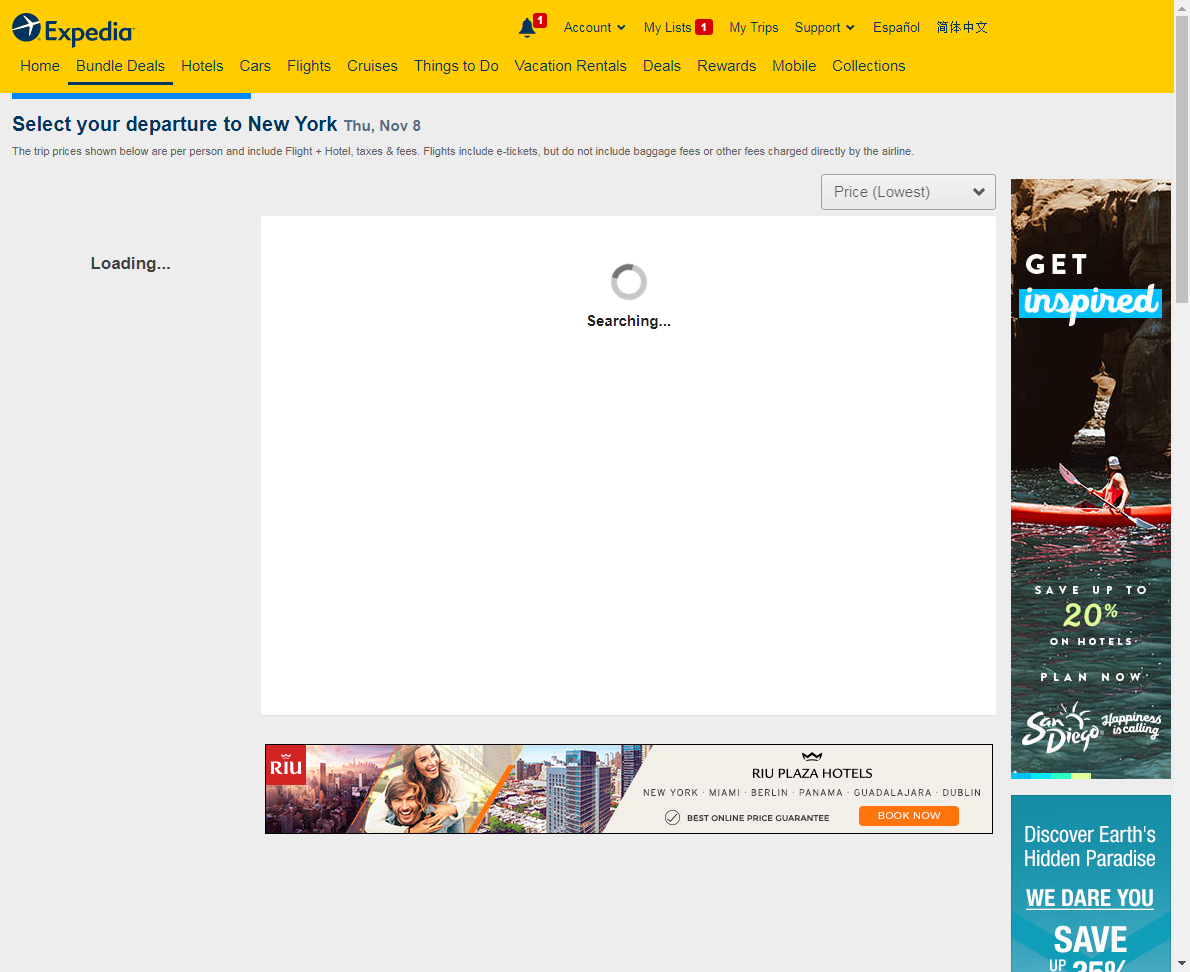 Expedia
1
Account
My Lists 1
My Trips
Support
Español
简体中文
Home
Bundle Deals
Hotels
Cars
Flights
Cruises
Things to Do
Vacation Rentals
Deals
Rewards
Mobile
Collections
Select your departure to New York Thu, Nov 8
The trip prices shown below are per person and include Flight + Hotel, taxes & fees. Flights include e-tickets, but do not include baggage fees or other fees charged directly by the airline.
Price (Lowest)
Loading...
Searching...
GET
inspired
SAVE UP TO
20%
ON HOTELS.
PLAN NOW
San Diego
Happiness is calling
RIU
RIU PLAZA HOTELS
NEW YORK · MIAMI · BERLIN · PANAMA · GUADALAJARA · DUBLIN
BEST ONLINE PRICE GUARANTEE
BOOK NOW
Discover Earth's
Hidden Paradise
WE DARE YOU
SAVE
UP